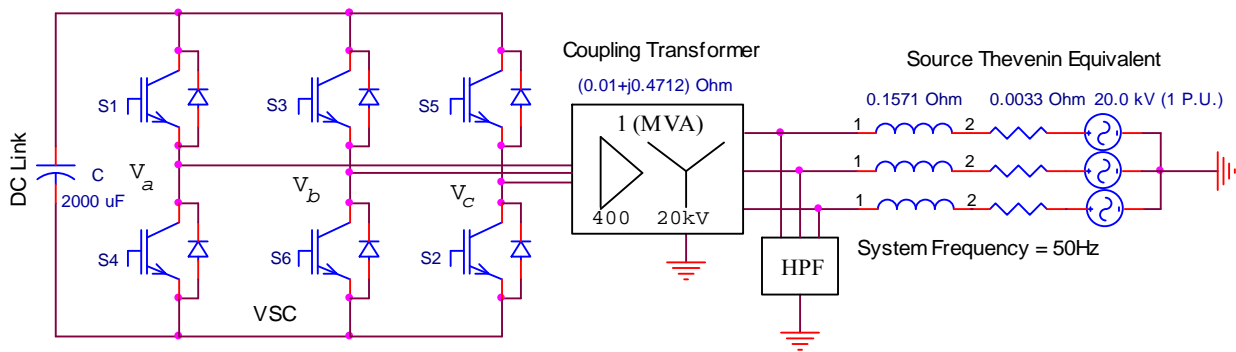 Coupling Transformer
Source Thevenin Equivalent
(0.01+j0.4712) Ohm
0.1571 Ohm
0.0033 Ohm
20.0 kV (1 P.U.)
S1
S3
S5
1 (MVA)
1
2
DC Link
C
2000 uF
Va
Vb
Vc
1
2
1
2
400
20kV
S4
S6
S2
HPF
System Frequency = 50Hz
VSC